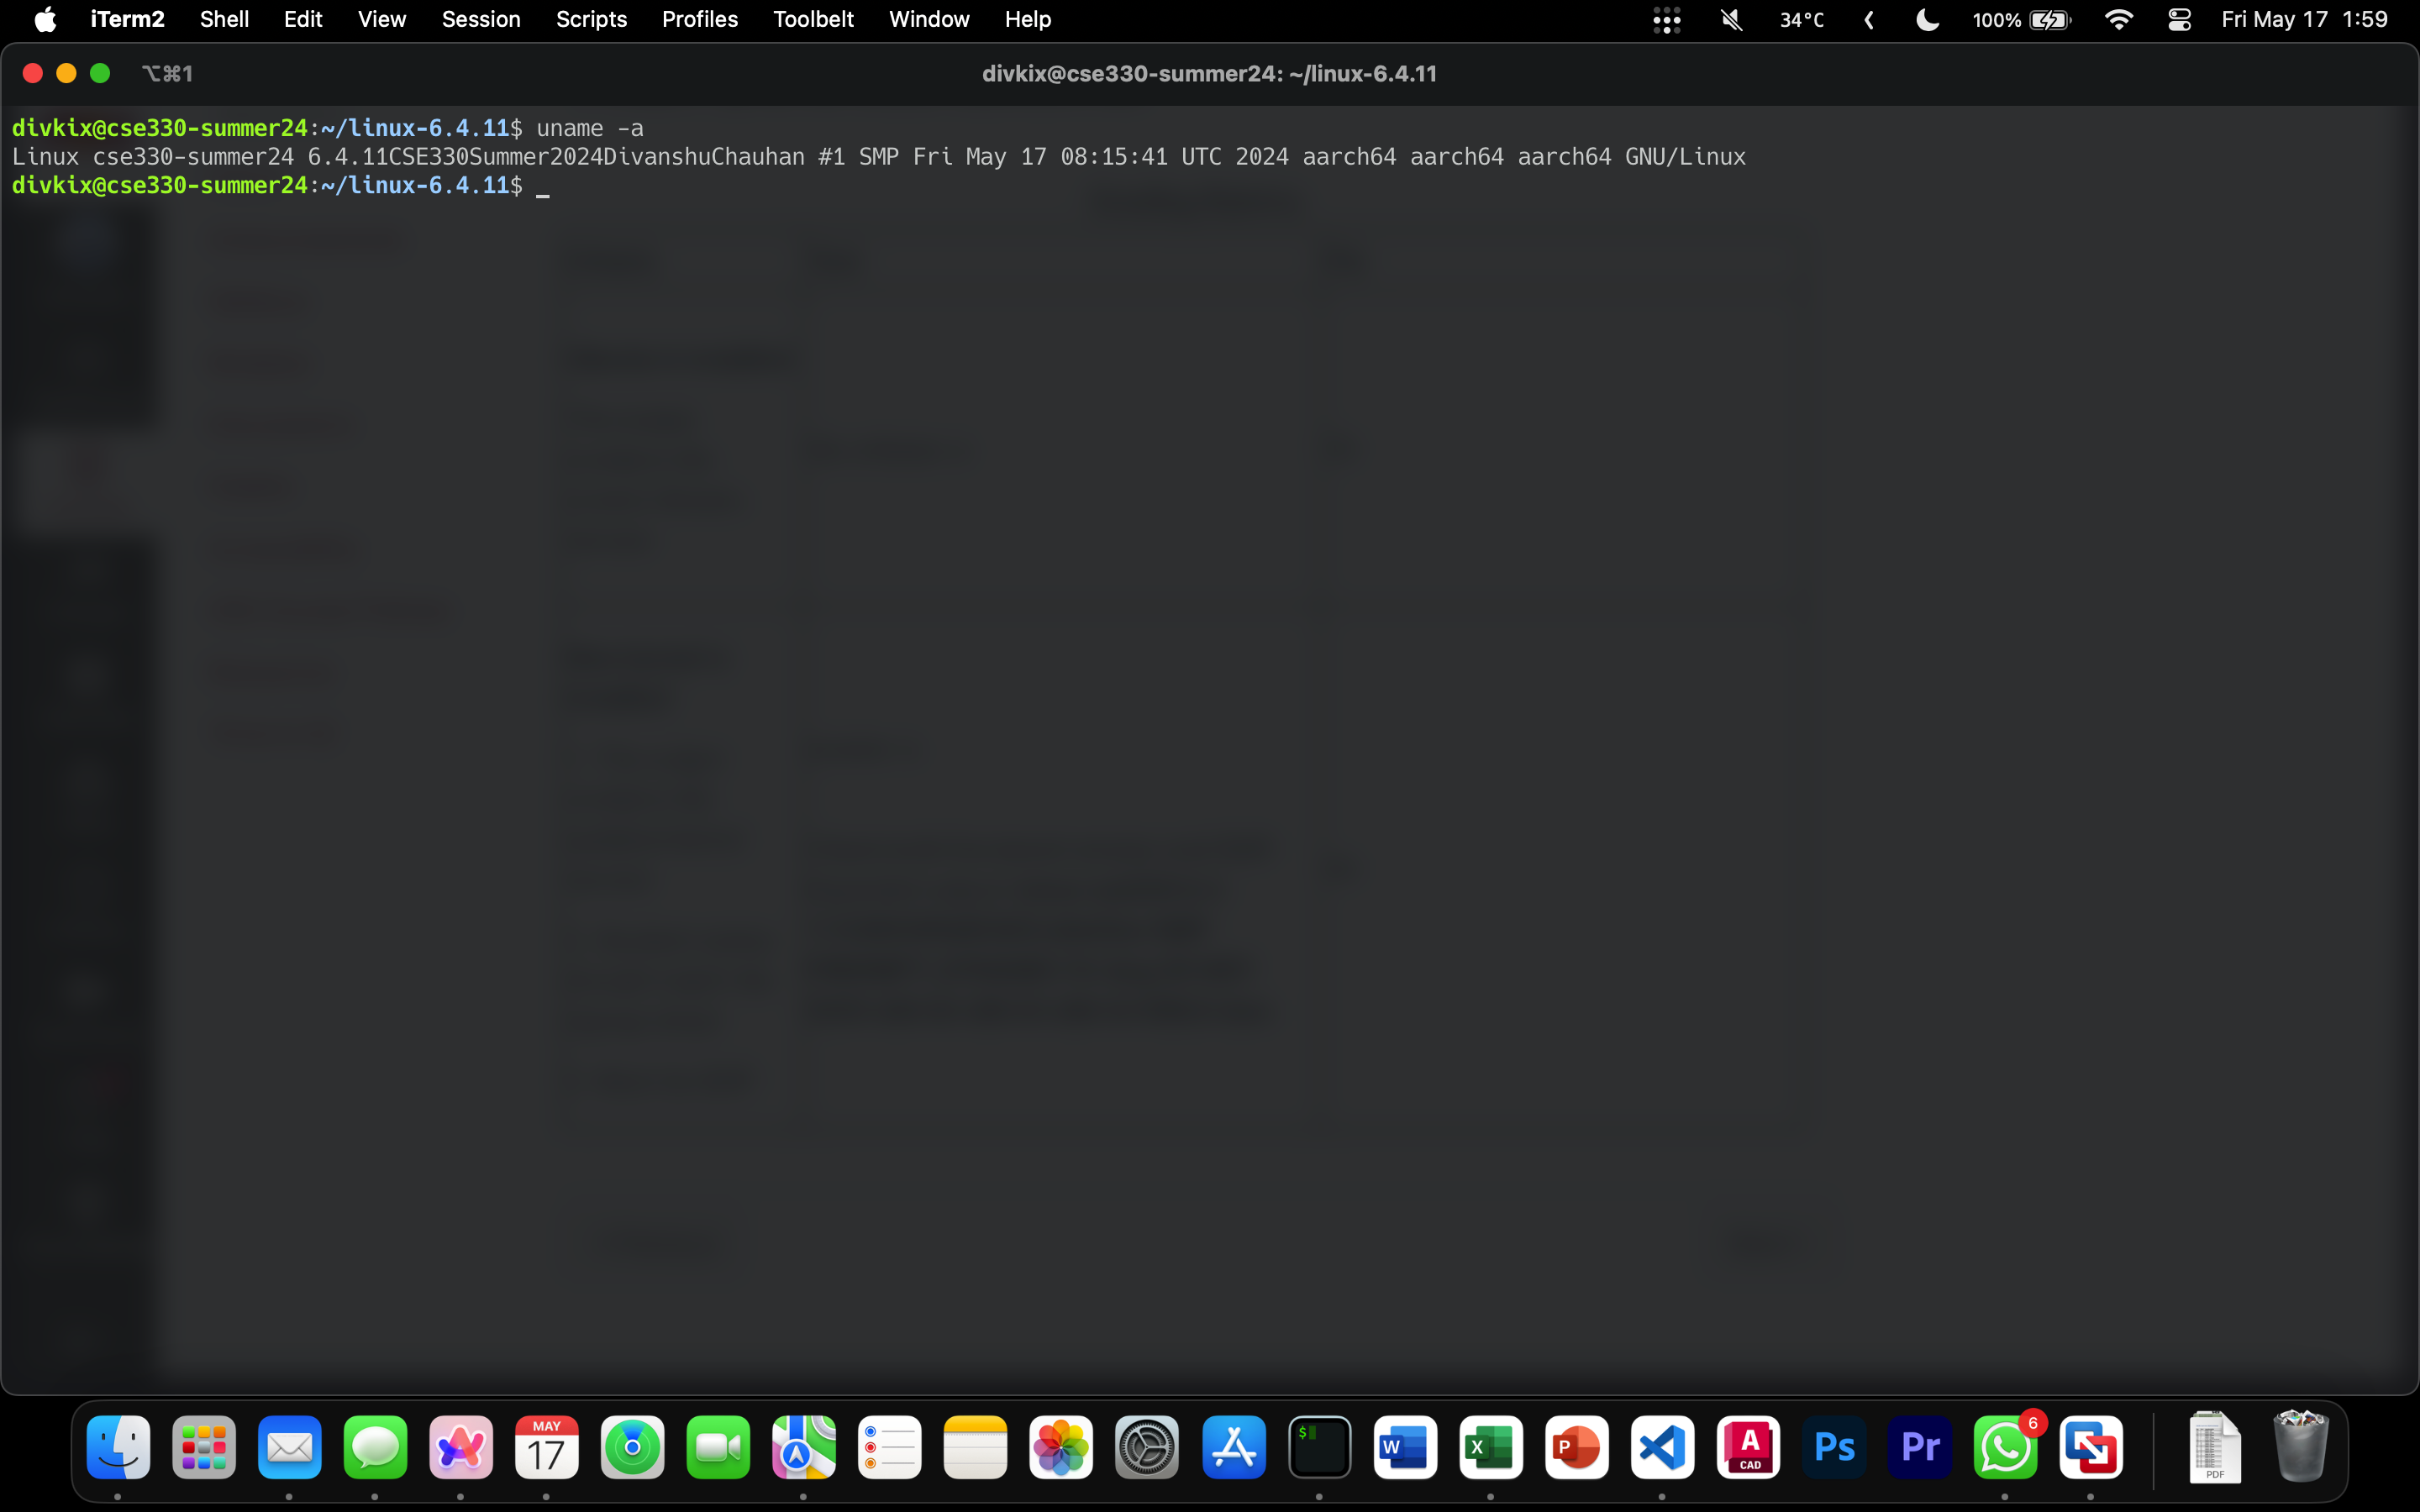 iTerm2 Shell Edit View Session Scripts Profiles Toolbelt Window Help 34°C 100% Fri May 17 1:59
⌥⌘1 divkix@cse330-summer24: ~/linux-6.4.11
divkix@cse330-summer24:~/linux-6.4.11$ uname -a
Linux cse330-summer24 6.4.11CSE330Summer2024DivanshuChauhan #1 SMP Fri May 17 08:15:41 UTC 2024 aarch64 aarch64 aarch64 GNU/Linux
divkix@cse330-summer24:~/linux-6.4.11$ _
MAY
17
$
W
X
P
A
CAD
Ps
Pr
6
PDF